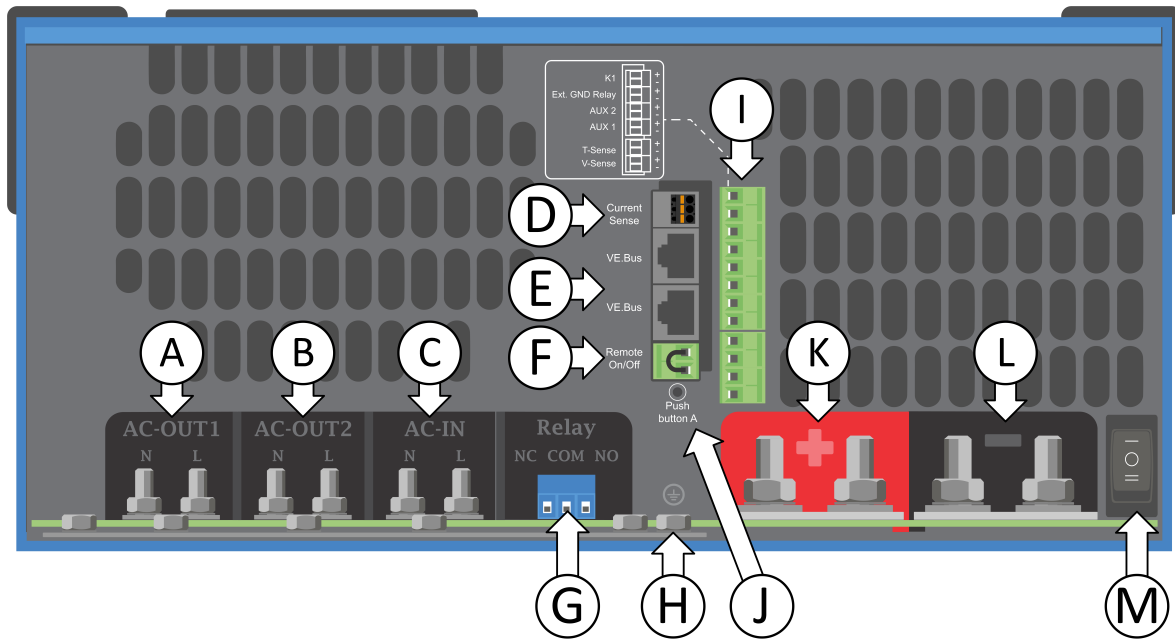 K1 + -
Ext. GND Relay + -
AUX 2 + -
AUX 1 + -
T-Sense + -
V-Sense + -
I
D
Current
Sense
VE.Bus
E
VE.Bus
F
Remote
On/Off
A
B
C
K
L
Push
button A
AC-OUT1
N L
AC-OUT2
N L
AC-IN
N L
Relay
NC COM NO
G
H
J
M